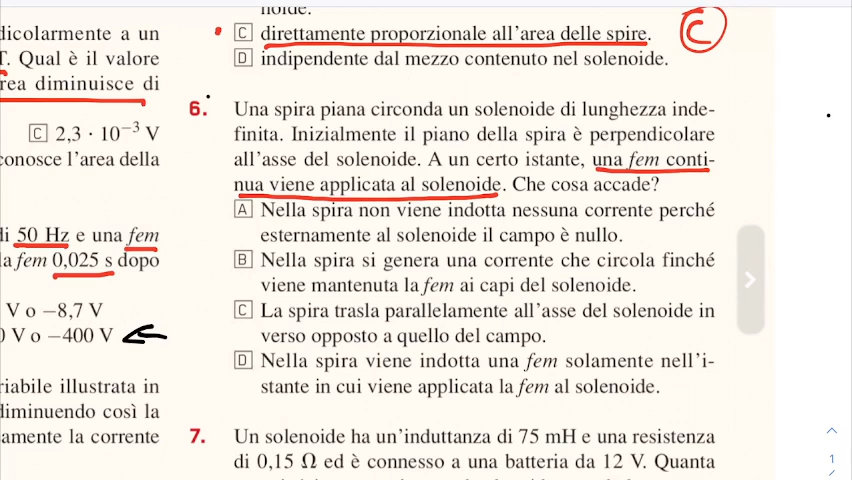 noide.
C direttamente proporzionale all'area delle spire.
D indipendente dal mezzo contenuto nel solenoide.
C
dicolarmente a un
T. Qual è il valore
rea diminuisce di
C 2,3 · 10⁻³ V
conosce l'area della
di 50 Hz e una fem
la fem 0,025 s dopo
V o −8,7 V
0 V o −400 V
riabile illustrata in
diminuendo così la
amente la corrente
6. Una spira piana circonda un solenoide di lunghezza inde-
finita. Inizialmente il piano della spira è perpendicolare
all'asse del solenoide. A un certo istante, una fem conti-
nua viene applicata al solenoide. Che cosa accade?
A Nella spira non viene indotta nessuna corrente perché
esternamente al solenoide il campo è nullo.
B Nella spira si genera una corrente che circola finché
viene mantenuta la fem ai capi del solenoide.
C La spira trasla parallelamente all'asse del solenoide in
verso opposto a quello del campo.
D Nella spira viene indotta una fem solamente nell'i-
stante in cui viene applicata la fem al solenoide.
7. Un solenoide ha un'induttanza di 75 mH e una resistenza
di 0,15 Ω ed è connesso a una batteria da 12 V. Quanta
1